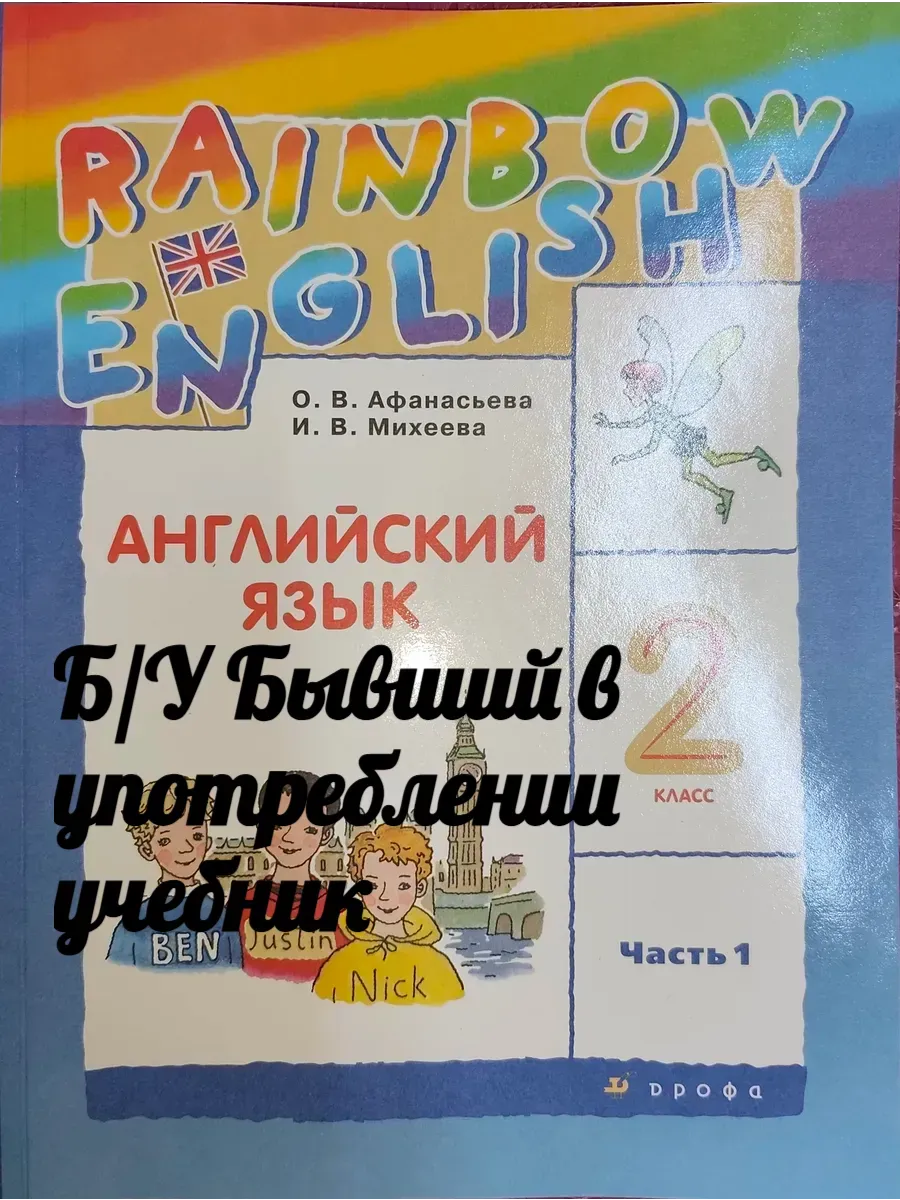 RAINBOW
ENGLISH
О. В. Афанасьева
И. В. Михеева
АНГЛИЙСКИЙ
ЯЗЫК
2
КЛАСС
Б/У Бывший в
употреблении
учебник
BEN
Justin
Nick
Часть 1
ДРОФА